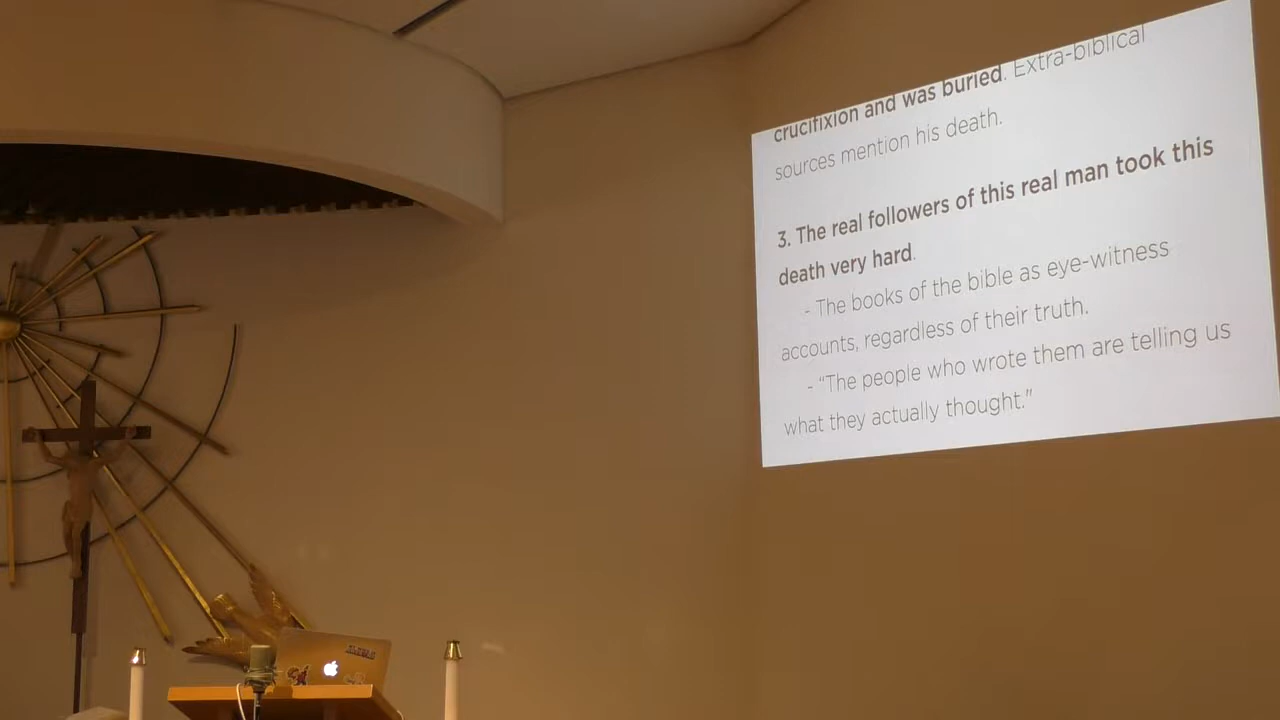 crucifixion and was buried. Extra-biblical
sources mention his death.
3. The real followers of this real man took this
death very hard.
- The books of the bible as eye-witness
accounts, regardless of their truth.
- “The people who wrote them are telling us
what they actually thought.”